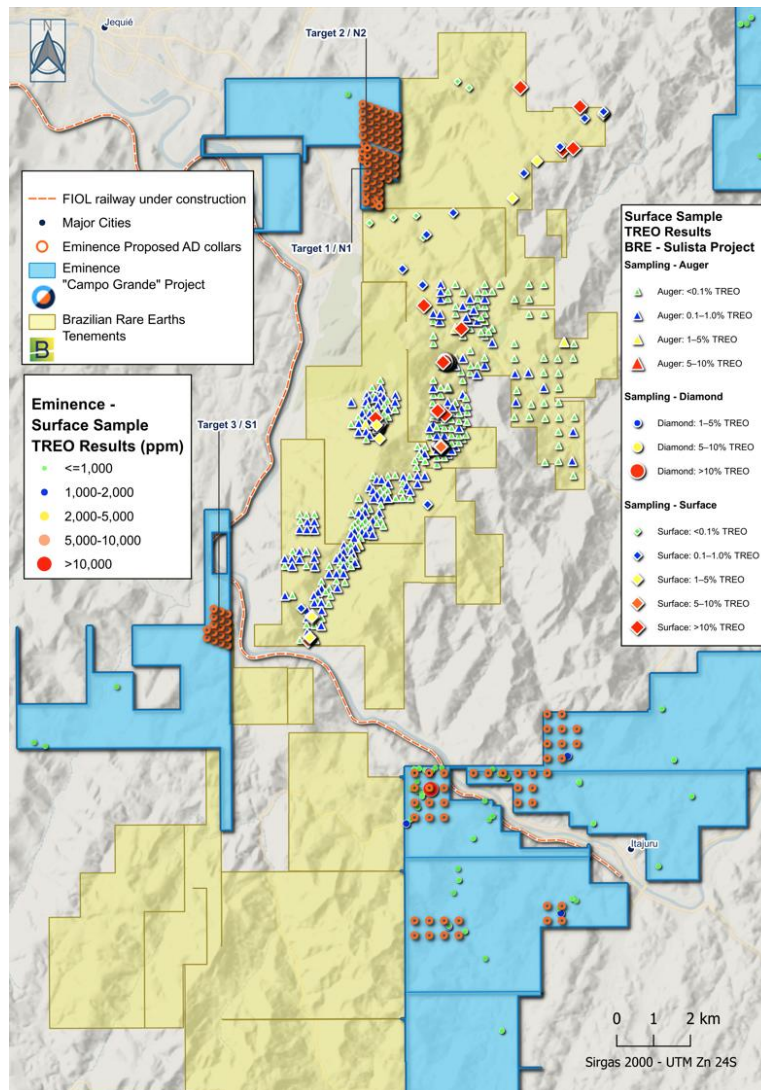 Jequié
Target 2 / N2
N
FIOL railway under construction
Major Cities
Eminence Proposed AD collars
Eminence
"Campo Grande" Project
Brazilian Rare Earths
Tenements
B
Target 1 / N1
Surface Sample
TREO Results
BRE - Sulista Project
Sampling - Auger
Auger: <0.1% TREO
Auger: 0.1–1.0% TREO
Auger: 1–5% TREO
Auger: 5–10% TREO
Sampling - Diamond
Diamond: 1–5% TREO
Diamond: 5–10% TREO
Diamond: >10% TREO
Sampling - Surface
Surface: <0.1% TREO
Surface: 0.1–1.0% TREO
Surface: 1–5% TREO
Surface: 5–10% TREO
Surface: >10% TREO
Eminence -
Surface Sample
TREO Results (ppm)
<=1,000
1,000-2,000
2,000-5,000
5,000-10,000
>10,000
Target 3 / S1
Itajuru
0 1 2 km
Sirgas 2000 - UTM Zn 24S